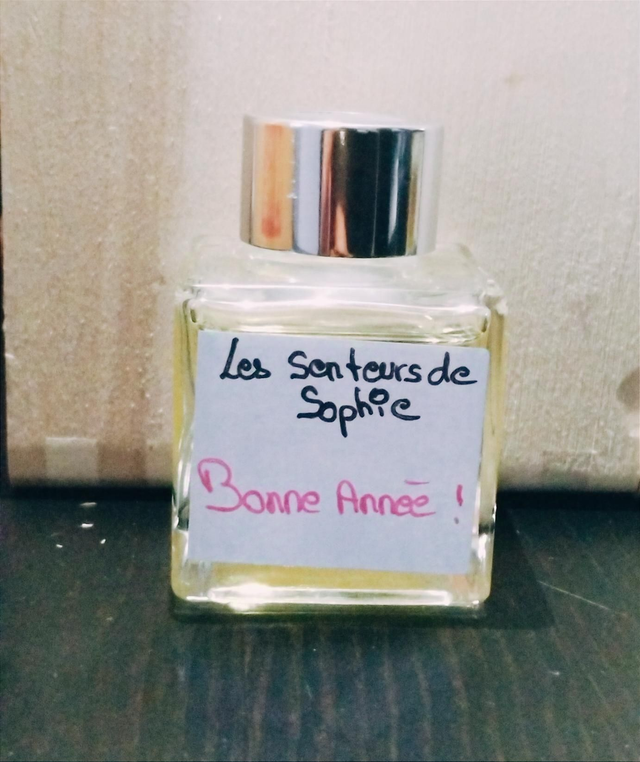 Les Senteurs de
Sophie
Bonne Année !